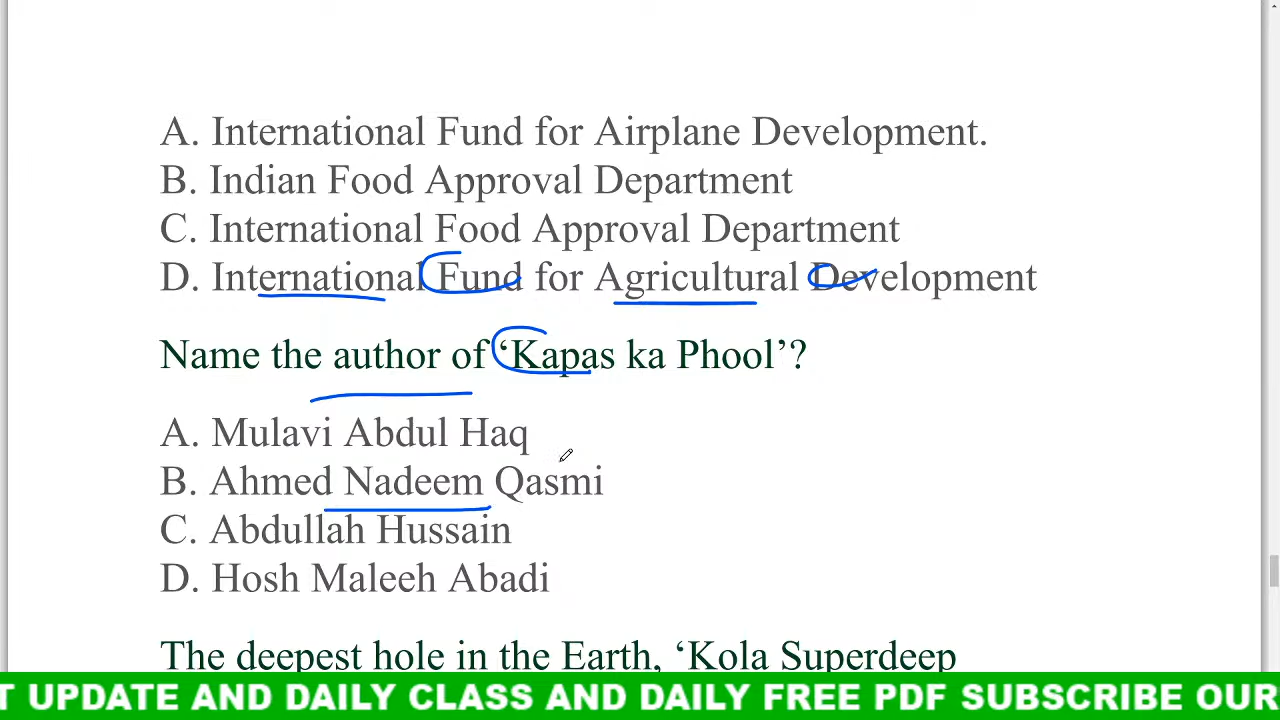 A. International Fund for Airplane Development.
B. Indian Food Approval Department
C. International Food Approval Department
D. International Fund for Agricultural Development
Name the author of ‘Kapas ka Phool’?
A. Mulavi Abdul Haq
B. Ahmed Nadeem Qasmi
C. Abdullah Hussain
D. Hosh Maleeh Abadi
The deepest hole in the Earth, ‘Kola Superdeep
T UPDATE AND DAILY CLASS AND DAILY FREE PDF SUBSCRIBE OUR